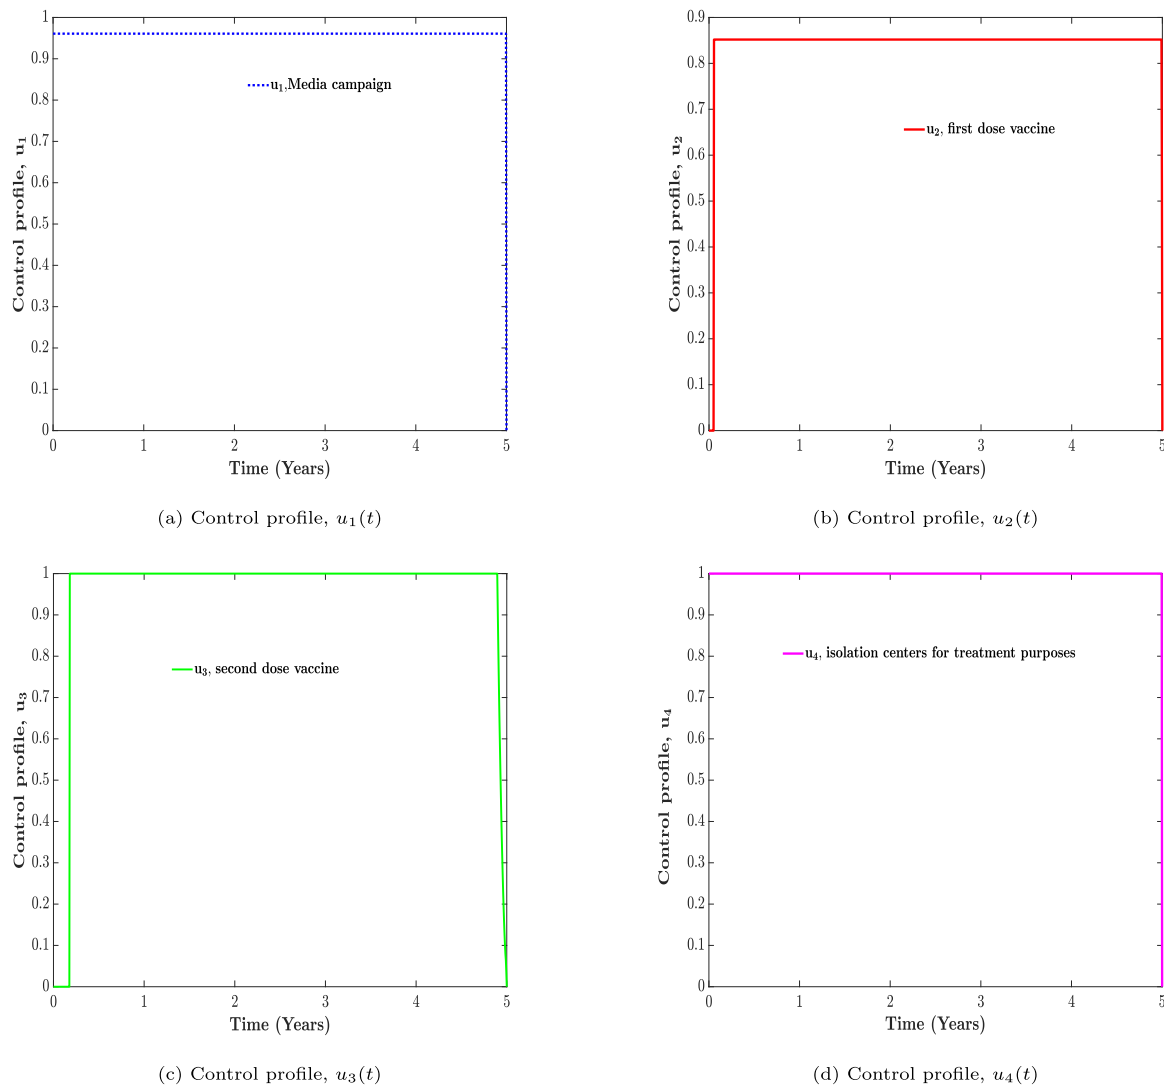 1
0.9
0.8
0.7
0.6
0.5
0.4
0.3
0.2
0.1
0
Control profile, u₁
u₁,Media campaign
0 1 2 3 4 5
Time (Years)
(a) Control profile, u₁(t)
0.9
0.8
0.7
0.6
0.5
0.4
0.3
0.2
0.1
0
Control profile, u₂
u₂, first dose vaccine
0 1 2 3 4 5
Time (Years)
(b) Control profile, u₂(t)
1
0.9
0.8
0.7
0.6
0.5
0.4
0.3
0.2
0.1
0
Control profile, u₃
u₃, second dose vaccine
0 1 2 3 4 5
Time (Years)
(c) Control profile, u₃(t)
1
0.9
0.8
0.7
0.6
0.5
0.4
0.3
0.2
0.1
0
Control profile, u₄
u₄, isolation centers for treatment purposes
0 1 2 3 4 5
Time (Years)
(d) Control profile, u₄(t)